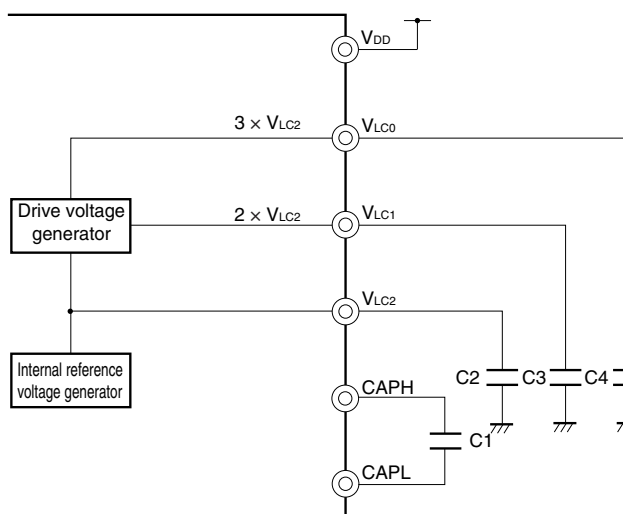 VDD
3 × VLC2
VLC0
Drive voltage
generator
2 × VLC2
VLC1
VLC2
Internal reference
voltage generator
C2
C3
C4
CAPH
C1
CAPL